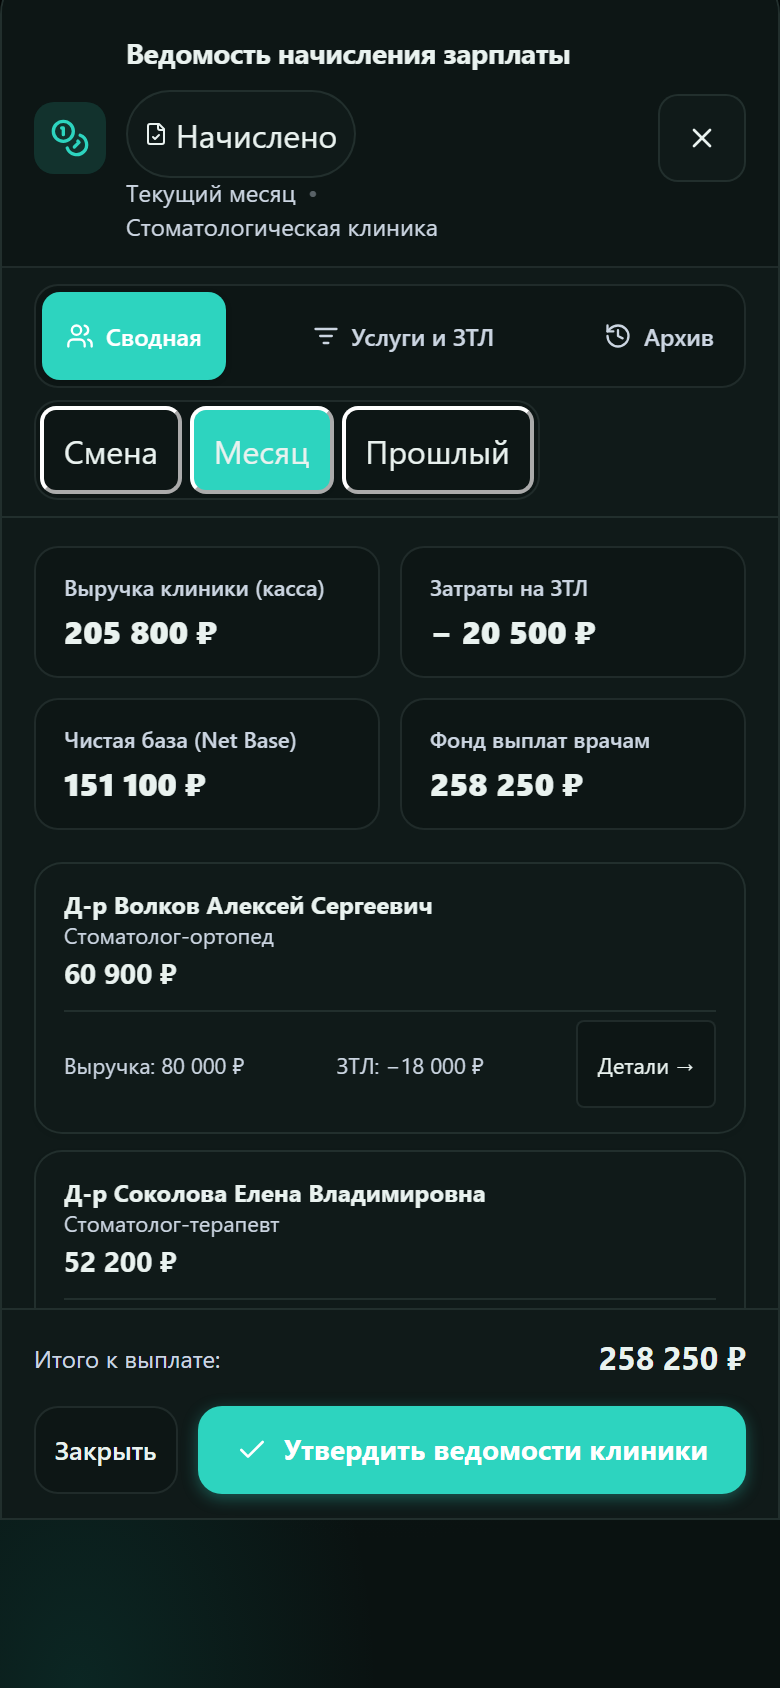 Ведомость начисления зарплаты
Начислено
Текущий месяц •
Стоматологическая клиника
Сводная
Услуги и ЗТЛ
Архив
Смена
Месяц
Прошлый
Выручка клиники (касса)
205 800 ₽
Затраты на ЗТЛ
− 20 500 ₽
Чистая база (Net Base)
151 100 ₽
Фонд выплат врачам
258 250 ₽
Д-р Волков Алексей Сергеевич
Стоматолог-ортопед
60 900 ₽
Выручка: 80 000 ₽
ЗТЛ: −18 000 ₽
Детали →
Д-р Соколова Елена Владимировна
Стоматолог-терапевт
52 200 ₽
Итого к выплате:
258 250 ₽
Закрыть
Утвердить ведомости клиники